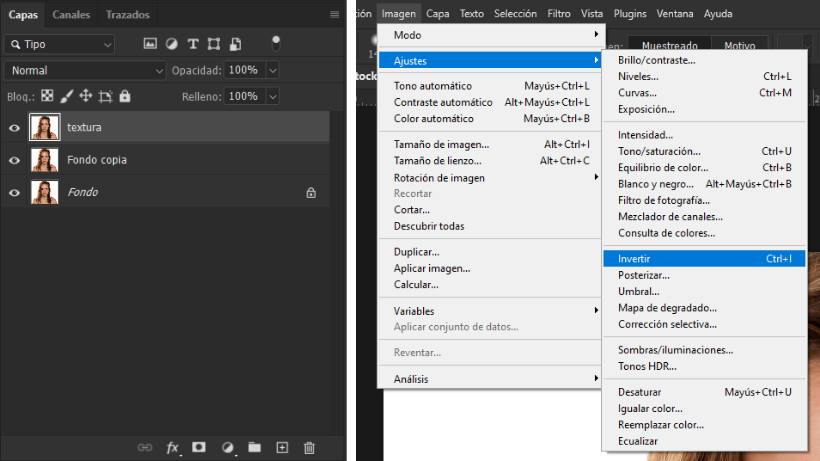 Capas Canales Trazados
Tipo
Normal Opacidad: 100%
Bloq.: Relleno: 100%
textura
Fondo copia
Fondo
fx
ción Imagen Capa Texto Selección Filtro Vista Plugins Ventana Ayuda
14 en: Muestreado Motivo
tock
Modo
Ajustes
Tono automático Mayús+Ctrl+L
Contraste automático Alt+Mayús+Ctrl+L
Color automático Mayús+Ctrl+B
Tamaño de imagen... Alt+Ctrl+I
Tamaño de lienzo... Alt+Ctrl+C
Rotación de imagen
Recortar
Cortar...
Descubrir todas
Duplicar...
Aplicar imagen...
Calcular...
Variables
Aplicar conjunto de datos...
Reventar...
Análisis
Brillo/contraste...
Niveles... Ctrl+L
Curvas... Ctrl+M
Exposición...
Intensidad...
Tono/saturación... Ctrl+U
Equilibrio de color... Ctrl+B
Blanco y negro... Alt+Mayús+Ctrl+B
Filtro de fotografía...
Mezclador de canales...
Consulta de colores...
Invertir Ctrl+I
Posterizar...
Umbral...
Mapa de degradado...
Corrección selectiva...
Sombras/iluminaciones...
Tonos HDR...
Desaturar Mayús+Ctrl+U
Igualar color...
Reemplazar color...
Ecualizar